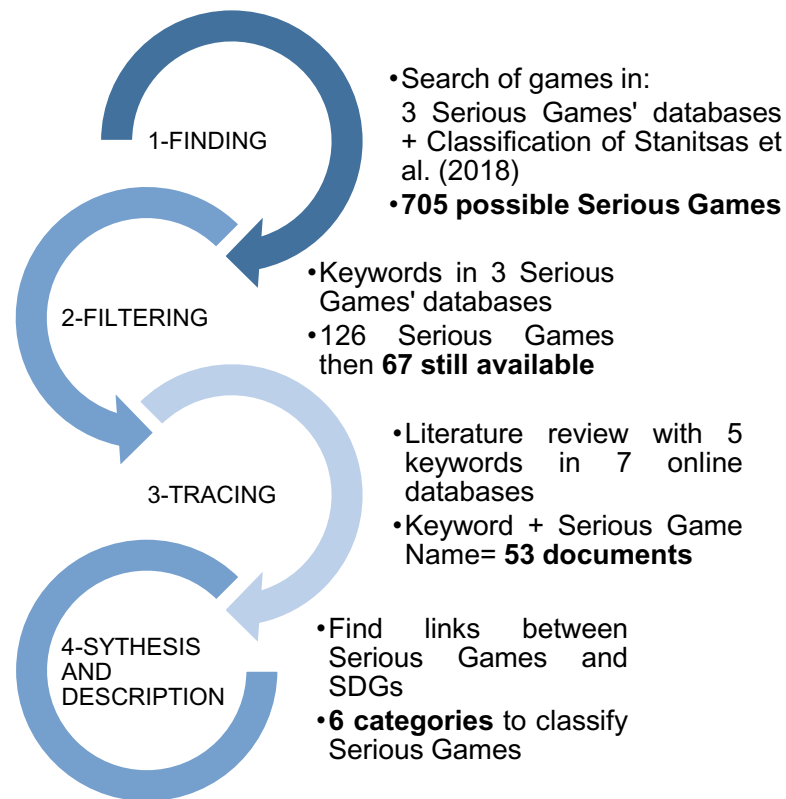 1-FINDING
•Search of games in:
3 Serious Games' databases
+ Classification of Stanitsas et
al. (2018)
•705 possible Serious Games
2-FILTERING
•Keywords in 3 Serious
Games' databases
•126 Serious Games
then 67 still available
3-TRACING
•Literature review with 5
keywords in 7 online
databases
•Keyword + Serious Game
Name= 53 documents
4-SYTHESIS
AND
DESCRIPTION
•Find links between
Serious Games and
SDGs
•6 categories to classify
Serious Games